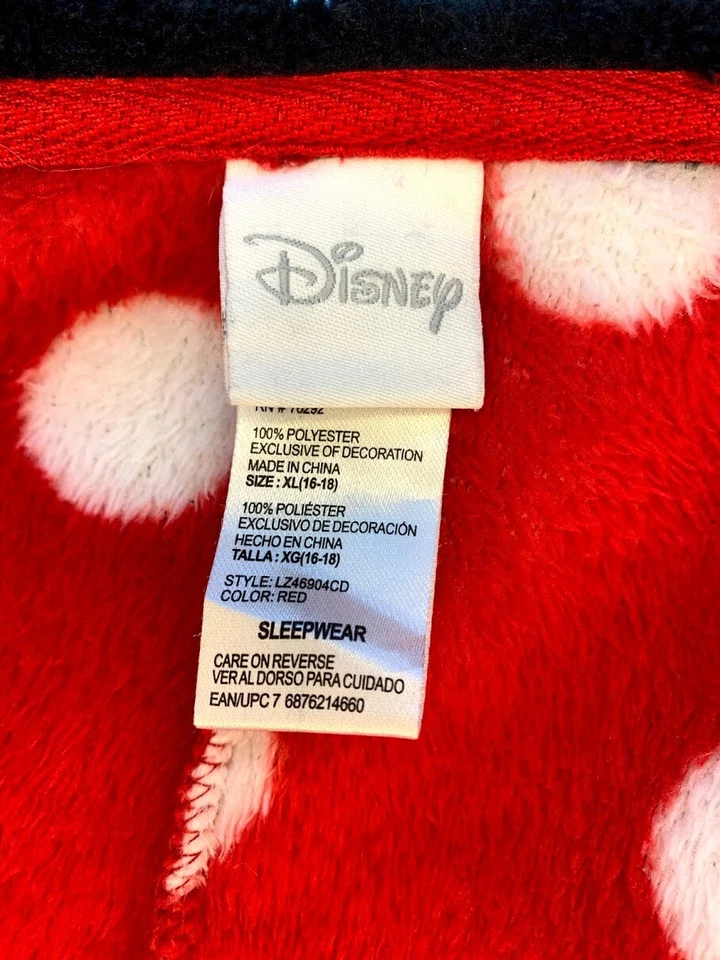 Disney
RN # 70292
100% POLYESTER
EXCLUSIVE OF DECORATION
MADE IN CHINA
SIZE : XL(16-18)
100% POLIÉSTER
EXCLUSIVO DE DECORACIÓN
HECHO EN CHINA
TALLA : XG(16-18)
STYLE: LZ46904CD
COLOR: RED
SLEEPWEAR
CARE ON REVERSE
VER AL DORSO PARA CUIDADO
EAN/UPC 7 6876214660